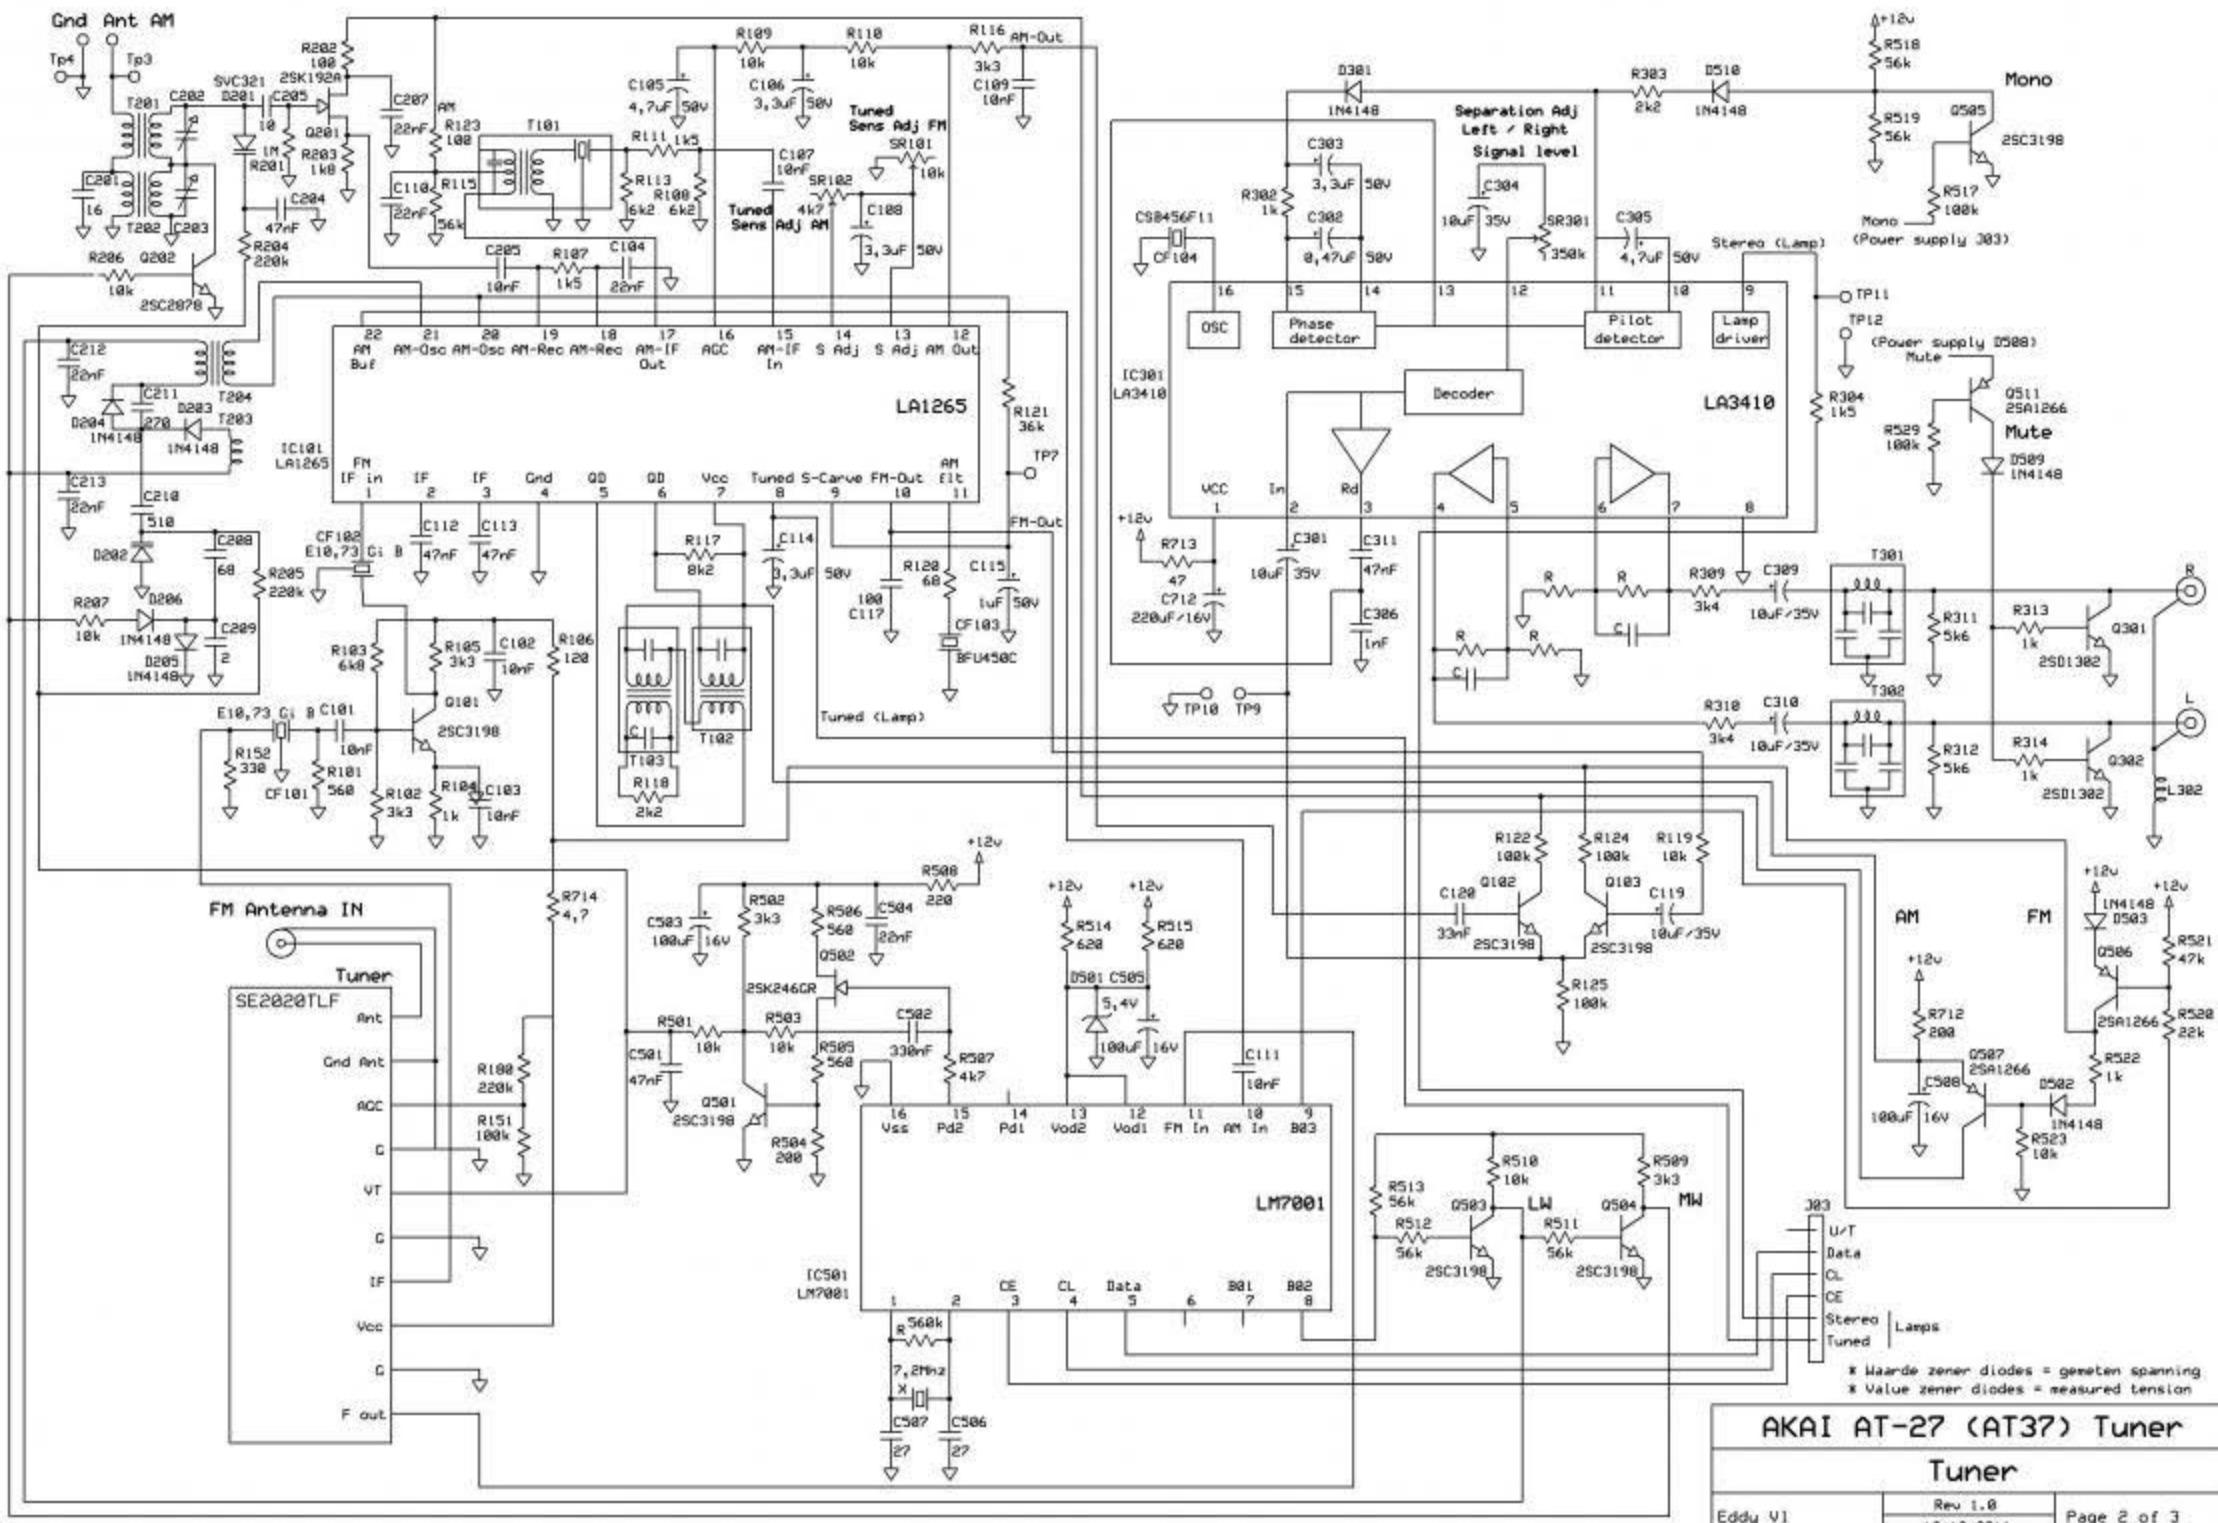 Gnd Ant AM
Tp4
Tp3
R202
100
2SK192A
SVC321
D201
C205
10
T201
C202
1M
R201
Q201
R203
1k8
C207
22nF
C201
16
T202
C203
C204
47nF
R204
220k
R206
10k
Q202
2SC2878
AM
R123
100
T101
C110
22nF
R115
56k
R111
1k5
R113
6k2
R108
6k2
C105
4,7uF 50V
R109
10k
C106
3,3uF 50V
R110
10k
R116
3k3
AM-Out
C109
10nF
C107
10nF
Tuned
Sens Adj FM
SR101
10k
SR102
4k7
C108
3,3uF 50V
Tuned
Sens Adj AM
C205
10nF
R107
1k5
C104
22nF
22 21 20 19 18 17 16 15 14 13 12
AM Buf
AM-Osc AM-Osc AM-Rec AM-Rec AM-IF Out AGC AM-IF In S Adj S Adj AM Out
LA1265
IC101
LA1265
FM IF in IF IF Gnd QD QD Vcc Tuned S-Carve FM-Out AM flt
1 2 3 4 5 6 7 8 9 10 11
R121
36k
TP7
FM-Out
C212
22nF
T204
C211
270
D203
1N4148
T203
D204
1N4148
C213
22nF
C210
510
D202
C208
68
R205
220k
R207
10k
D206
1N4148
D205
1N4148
C209
2
CF102
E10,73 Gi B
C112
47nF
C113
47nF
R117
8k2
C114
3,3uF 50V
100
C117
R120
68
C115
1uF 50V
CF103
BFU450C
R103
6k8
R105
3k3
C102
10nF
R106
120
Q101
2SC3198
E10,73 Gi B
C101
10nF
R152
330
CF101
R101
560
R102
3k3
R104
1k
C103
10nF
C
T103
T102
R118
2k2
Tuned (Lamp)
D301
1N4148
R303
2k2
D510
1N4148
+12v
R518
56k
R519
56k
Mono
Q505
2SC3198
R517
100k
Mono
(Power supply J03)
Separation Adj
Left / Right
Signal level
C303
3,3uF 50V
R302
1k
C302
0,47uF 50V
C304
10uF 35V
SR301
350k
C305
4,7uF 50V
CSB456F11
CF104
Stereo (Lamp)
16 15 14 13 12 11 10 9
OSC
Phase detector
Pilot detector
Lamp driver
Decoder
IC301
LA3410
LA3410
VCC In Rd
1 2 3 4 5 6 7 8
TP11
TP12
(Power supply D508)
Mute
R304
1k5
Q511
2SA1266
Mute
R529
100k
D509
1N4148
+12v
R713
47
C712
220uF/16V
C301
10uF 35V
C311
47nF
C306
1nF
TP10 TP9
R
R
C
R
R
C
R309
3k4
C309
10uF/35V
T301
R311
5k6
R313
1k
Q301
2SD1302
R
R310
3k4
C310
10uF/35V
T302
R312
5k6
R314
1k
Q302
2SD1302
L
L302
R122
100k
R124
100k
R119
10k
Q102
2SC3198
Q103
2SC3198
C120
33nF
C119
10uF/35V
R125
100k
AM
FM
+12v
+12v
1N4148
D503
Q506
2SA1266
R521
47k
R520
22k
R522
1k
+12v
R712
200
Q507
2SA1266
C508
100uF 16V
D502
1N4148
R523
10k
FM Antenna IN
Tuner
SE2020TLF
Ant
Gnd Ant
AGC
G
VT
G
IF
Vcc
G
F out
R714
4,7
R180
220k
R151
100k
+12v
R508
220
C503
100uF 16V
R502
3k3
R506
560
C504
22nF
Q502
2SK246GR
R501
10k
R503
10k
C501
47nF
C502
330nF
R505
560
R507
4k7
Q501
2SC3198
R504
200
+12v
+12v
R514
620
R515
620
D501
5,4V
C505
100uF 16V
C111
10nF
16 15 14 13 12 11 10 9
Vss Pd2 Pd1 Vod2 Vod1 FM In AM In B03
LM7001
IC501
LM7001
CE CL Data B01 B02
1 2 3 4 5 6 7 8
R
560k
7,2Mhz
X
C507
27
C506
27
R513
56k
R512
56k
R510
10k
Q503
2SC3198
LW
R511
56k
R509
3k3
Q504
2SC3198
MW
J03
U/T
Data
CL
CE
Stereo
Tuned
Lamps
* Waarde zener diodes = gemeten spanning
* Value zener diodes = measured tension
AKAI AT-27 (AT37) Tuner
Tuner
Eddy Vl
Rev 1.0
Page 2 of 3